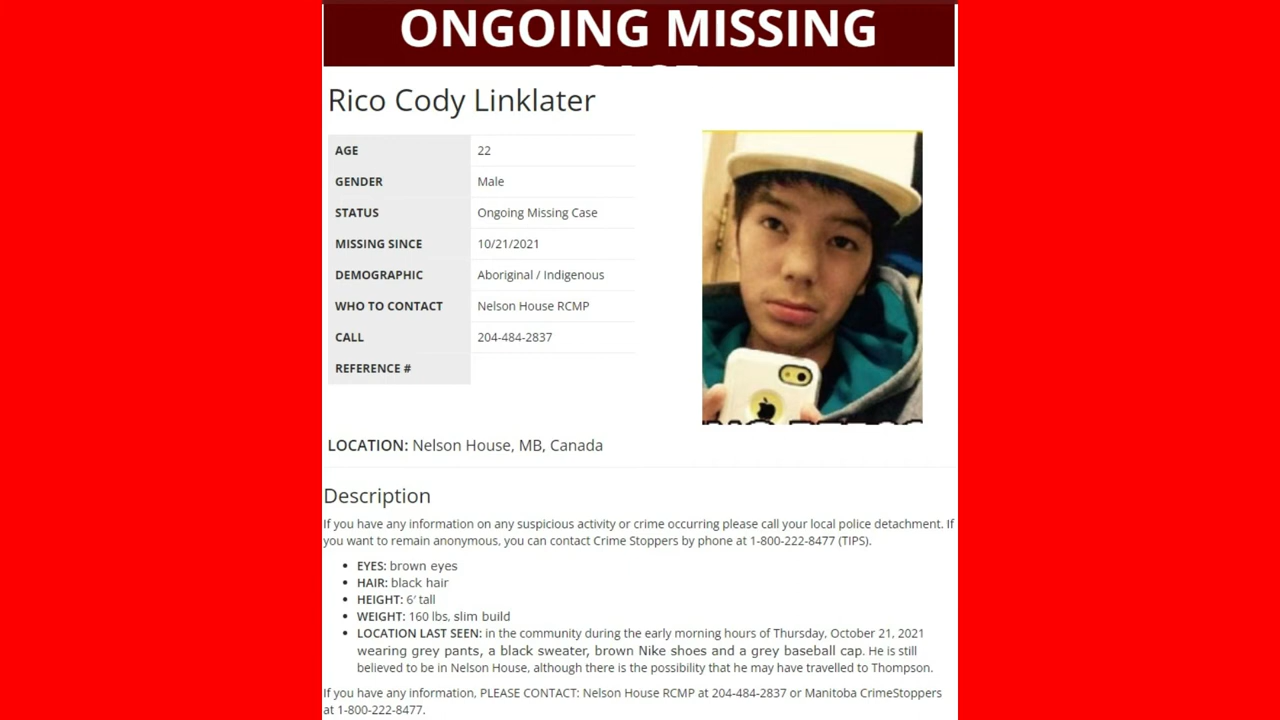 ONGOING MISSING
Rico Cody Linklater
AGE 22
GENDER Male
STATUS Ongoing Missing Case
MISSING SINCE 10/21/2021
DEMOGRAPHIC Aboriginal / Indigenous
WHO TO CONTACT Nelson House RCMP
CALL 204-484-2837
REFERENCE #
LOCATION: Nelson House, MB, Canada
Description
If you have any information on any suspicious activity or crime occurring please call your local police detachment. If
you want to remain anonymous, you can contact Crime Stoppers by phone at 1-800-222-8477 (TIPS).
• EYES: brown eyes
• HAIR: black hair
• HEIGHT: 6′ tall
• WEIGHT: 160 lbs, slim build
• LOCATION LAST SEEN: in the community during the early morning hours of Thursday, October 21, 2021
wearing grey pants, a black sweater, brown Nike shoes and a grey baseball cap. He is still
believed to be in Nelson House, although there is the possibility that he may have travelled to Thompson.
If you have any information, PLEASE CONTACT: Nelson House RCMP at 204-484-2837 or Manitoba CrimeStoppers
at 1-800-222-8477.